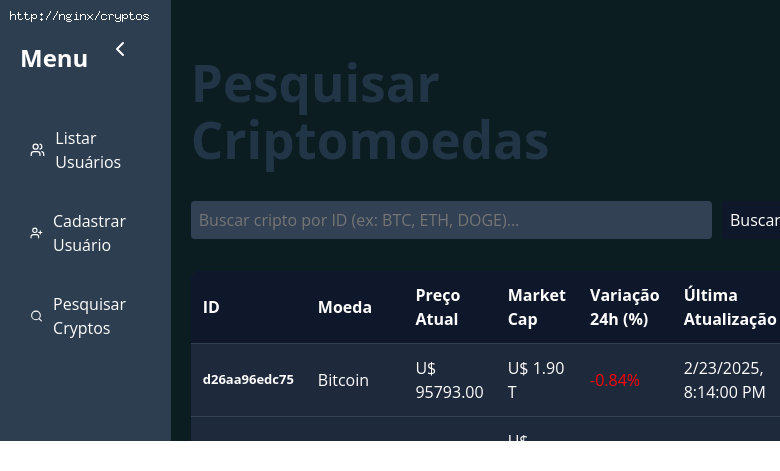 http://nginx/cryptos
Menu
Listar
Usuários
Cadastrar
Usuário
Pesquisar
Cryptos
Pesquisar
Criptomoedas
Buscar cripto por ID (ex: BTC, ETH, DOGE)...
Buscar
ID
Moeda
Preço
Atual
Market
Cap
Variação
24h (%)
Última
Atualização
d26aa96edc75
Bitcoin
U$
95793.00
U$ 1.90
T
-0.84%
2/23/2025,
8:14:00 PM
U$